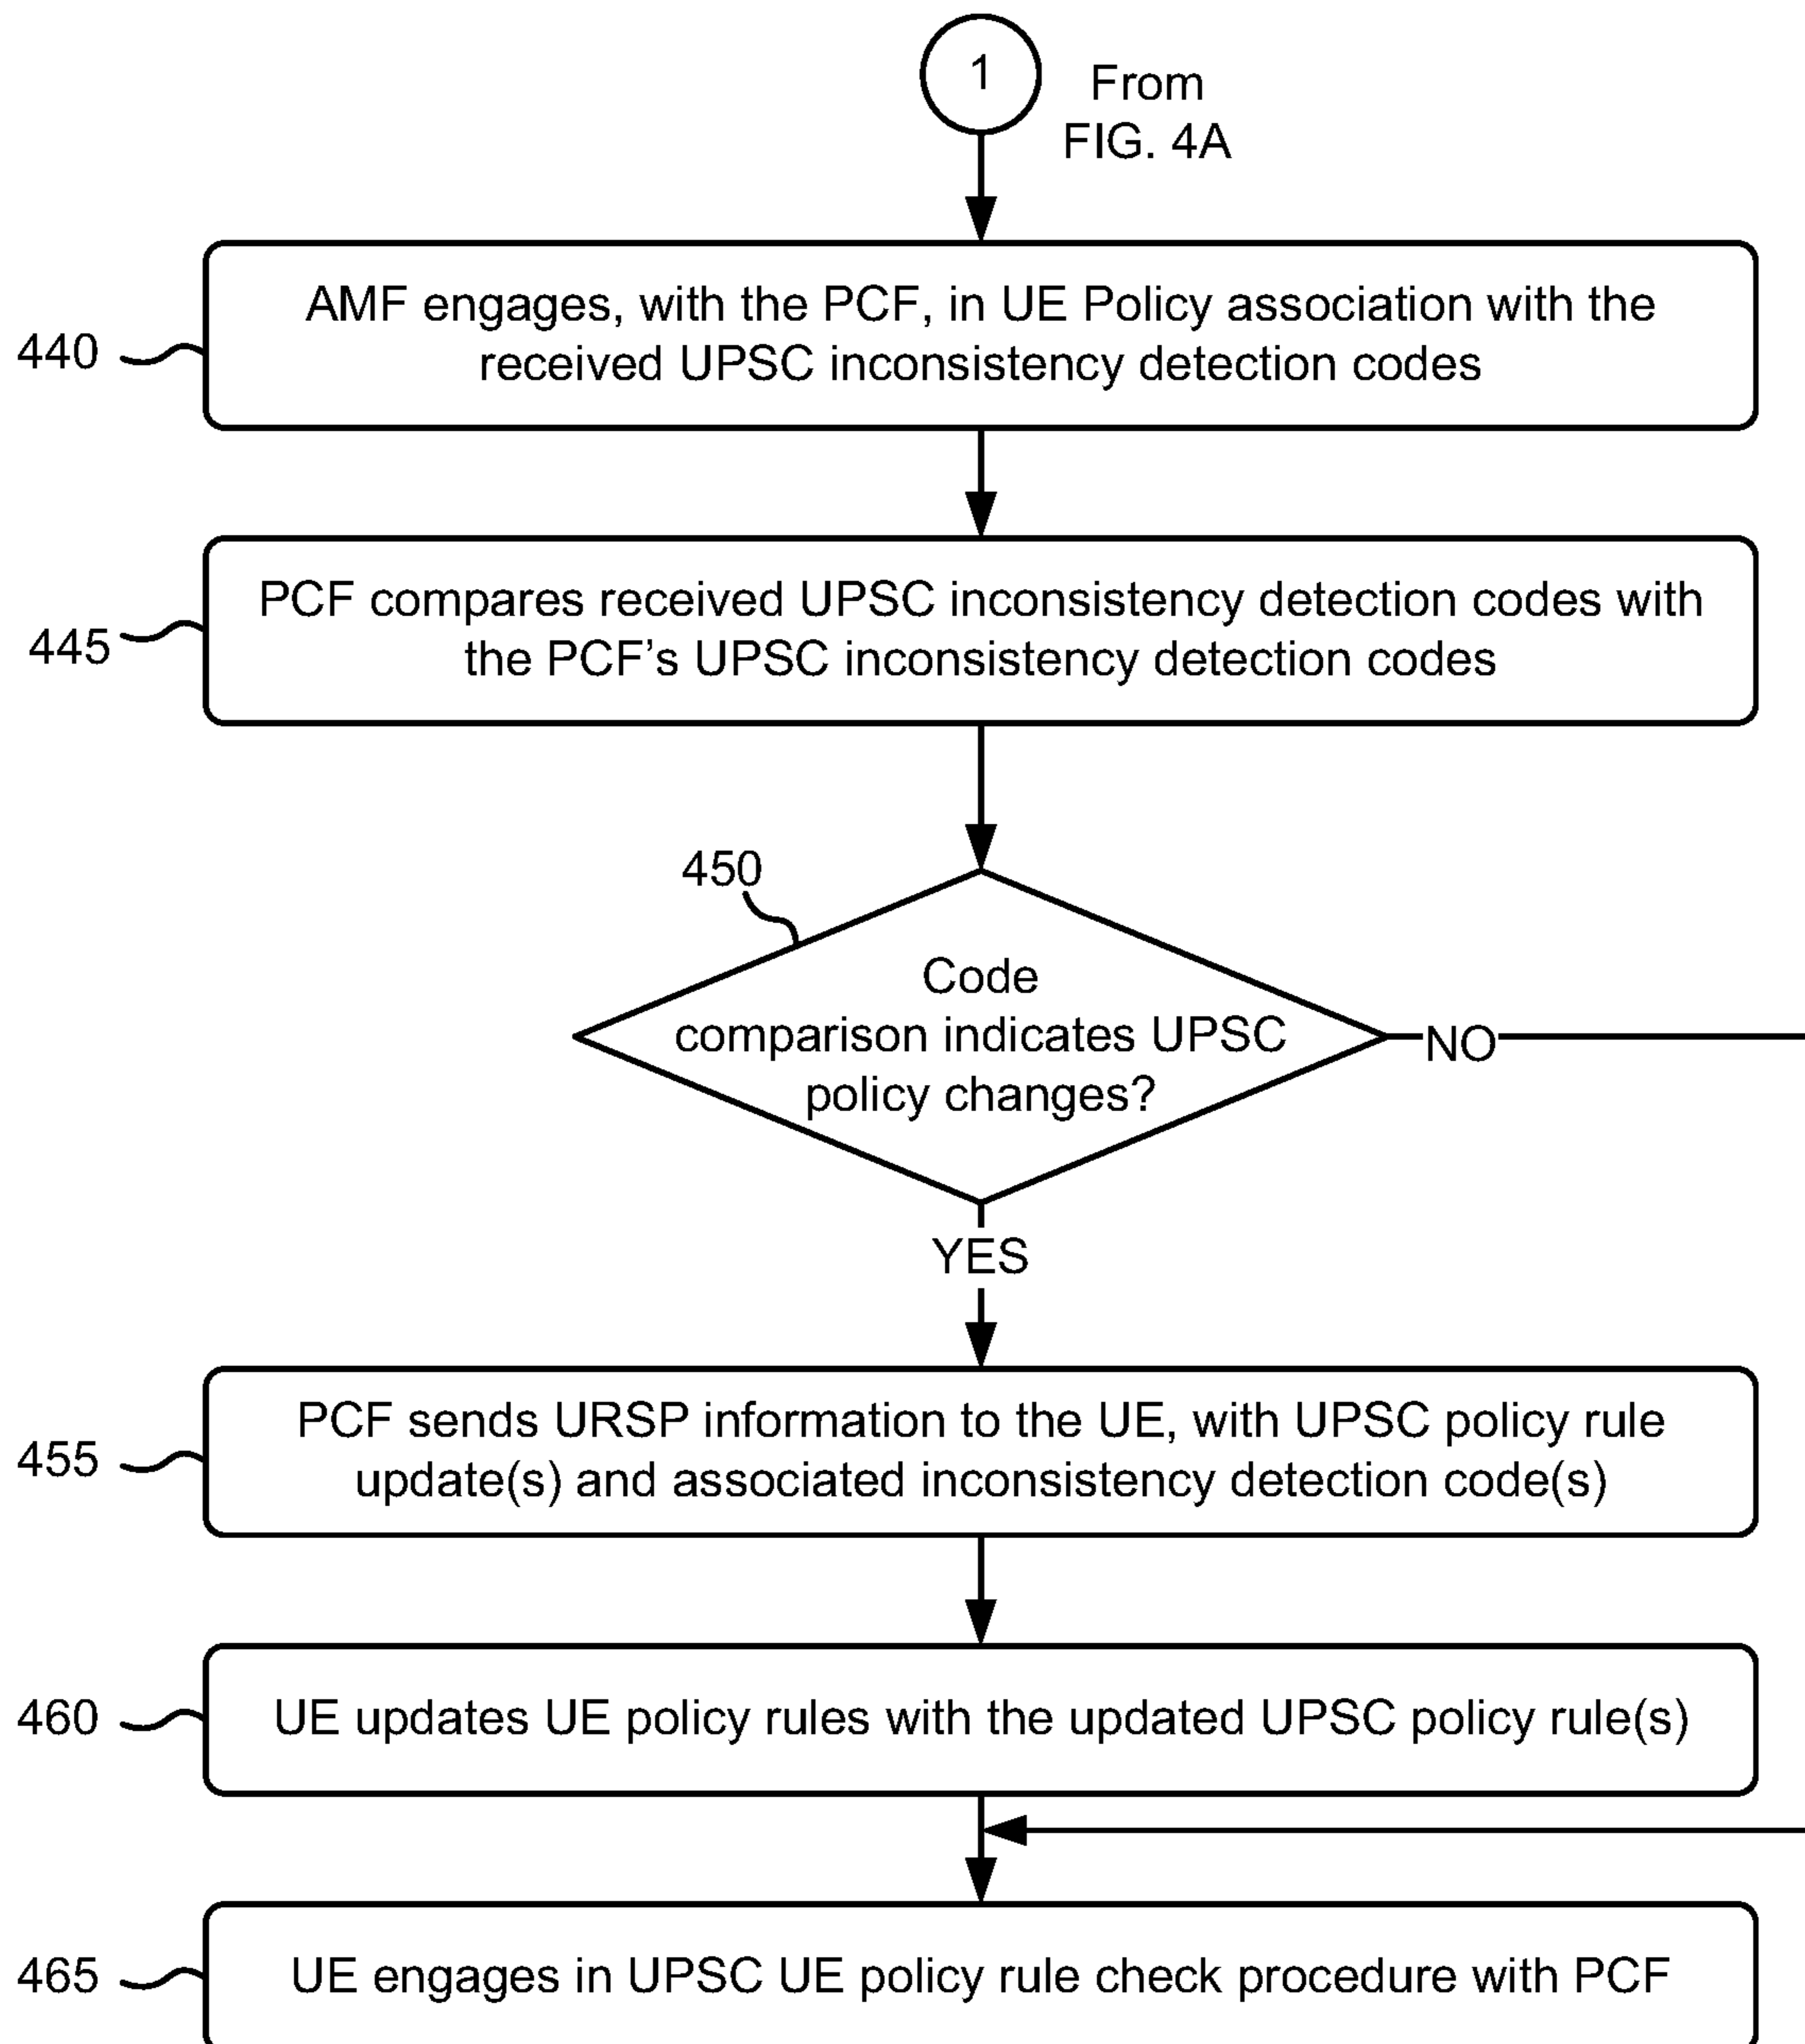 1
From
FIG. 4A
440
AMF engages, with the PCF, in UE Policy association with the
received UPSC inconsistency detection codes
445
PCF compares received UPSC inconsistency detection codes with
the PCF's UPSC inconsistency detection codes
450
Code
comparison indicates UPSC
policy changes?
NO
YES
455
PCF sends URSP information to the UE, with UPSC policy rule
update(s) and associated inconsistency detection code(s)
460
UE updates UE policy rules with the updated UPSC policy rule(s)
465
UE engages in UPSC UE policy rule check procedure with PCF